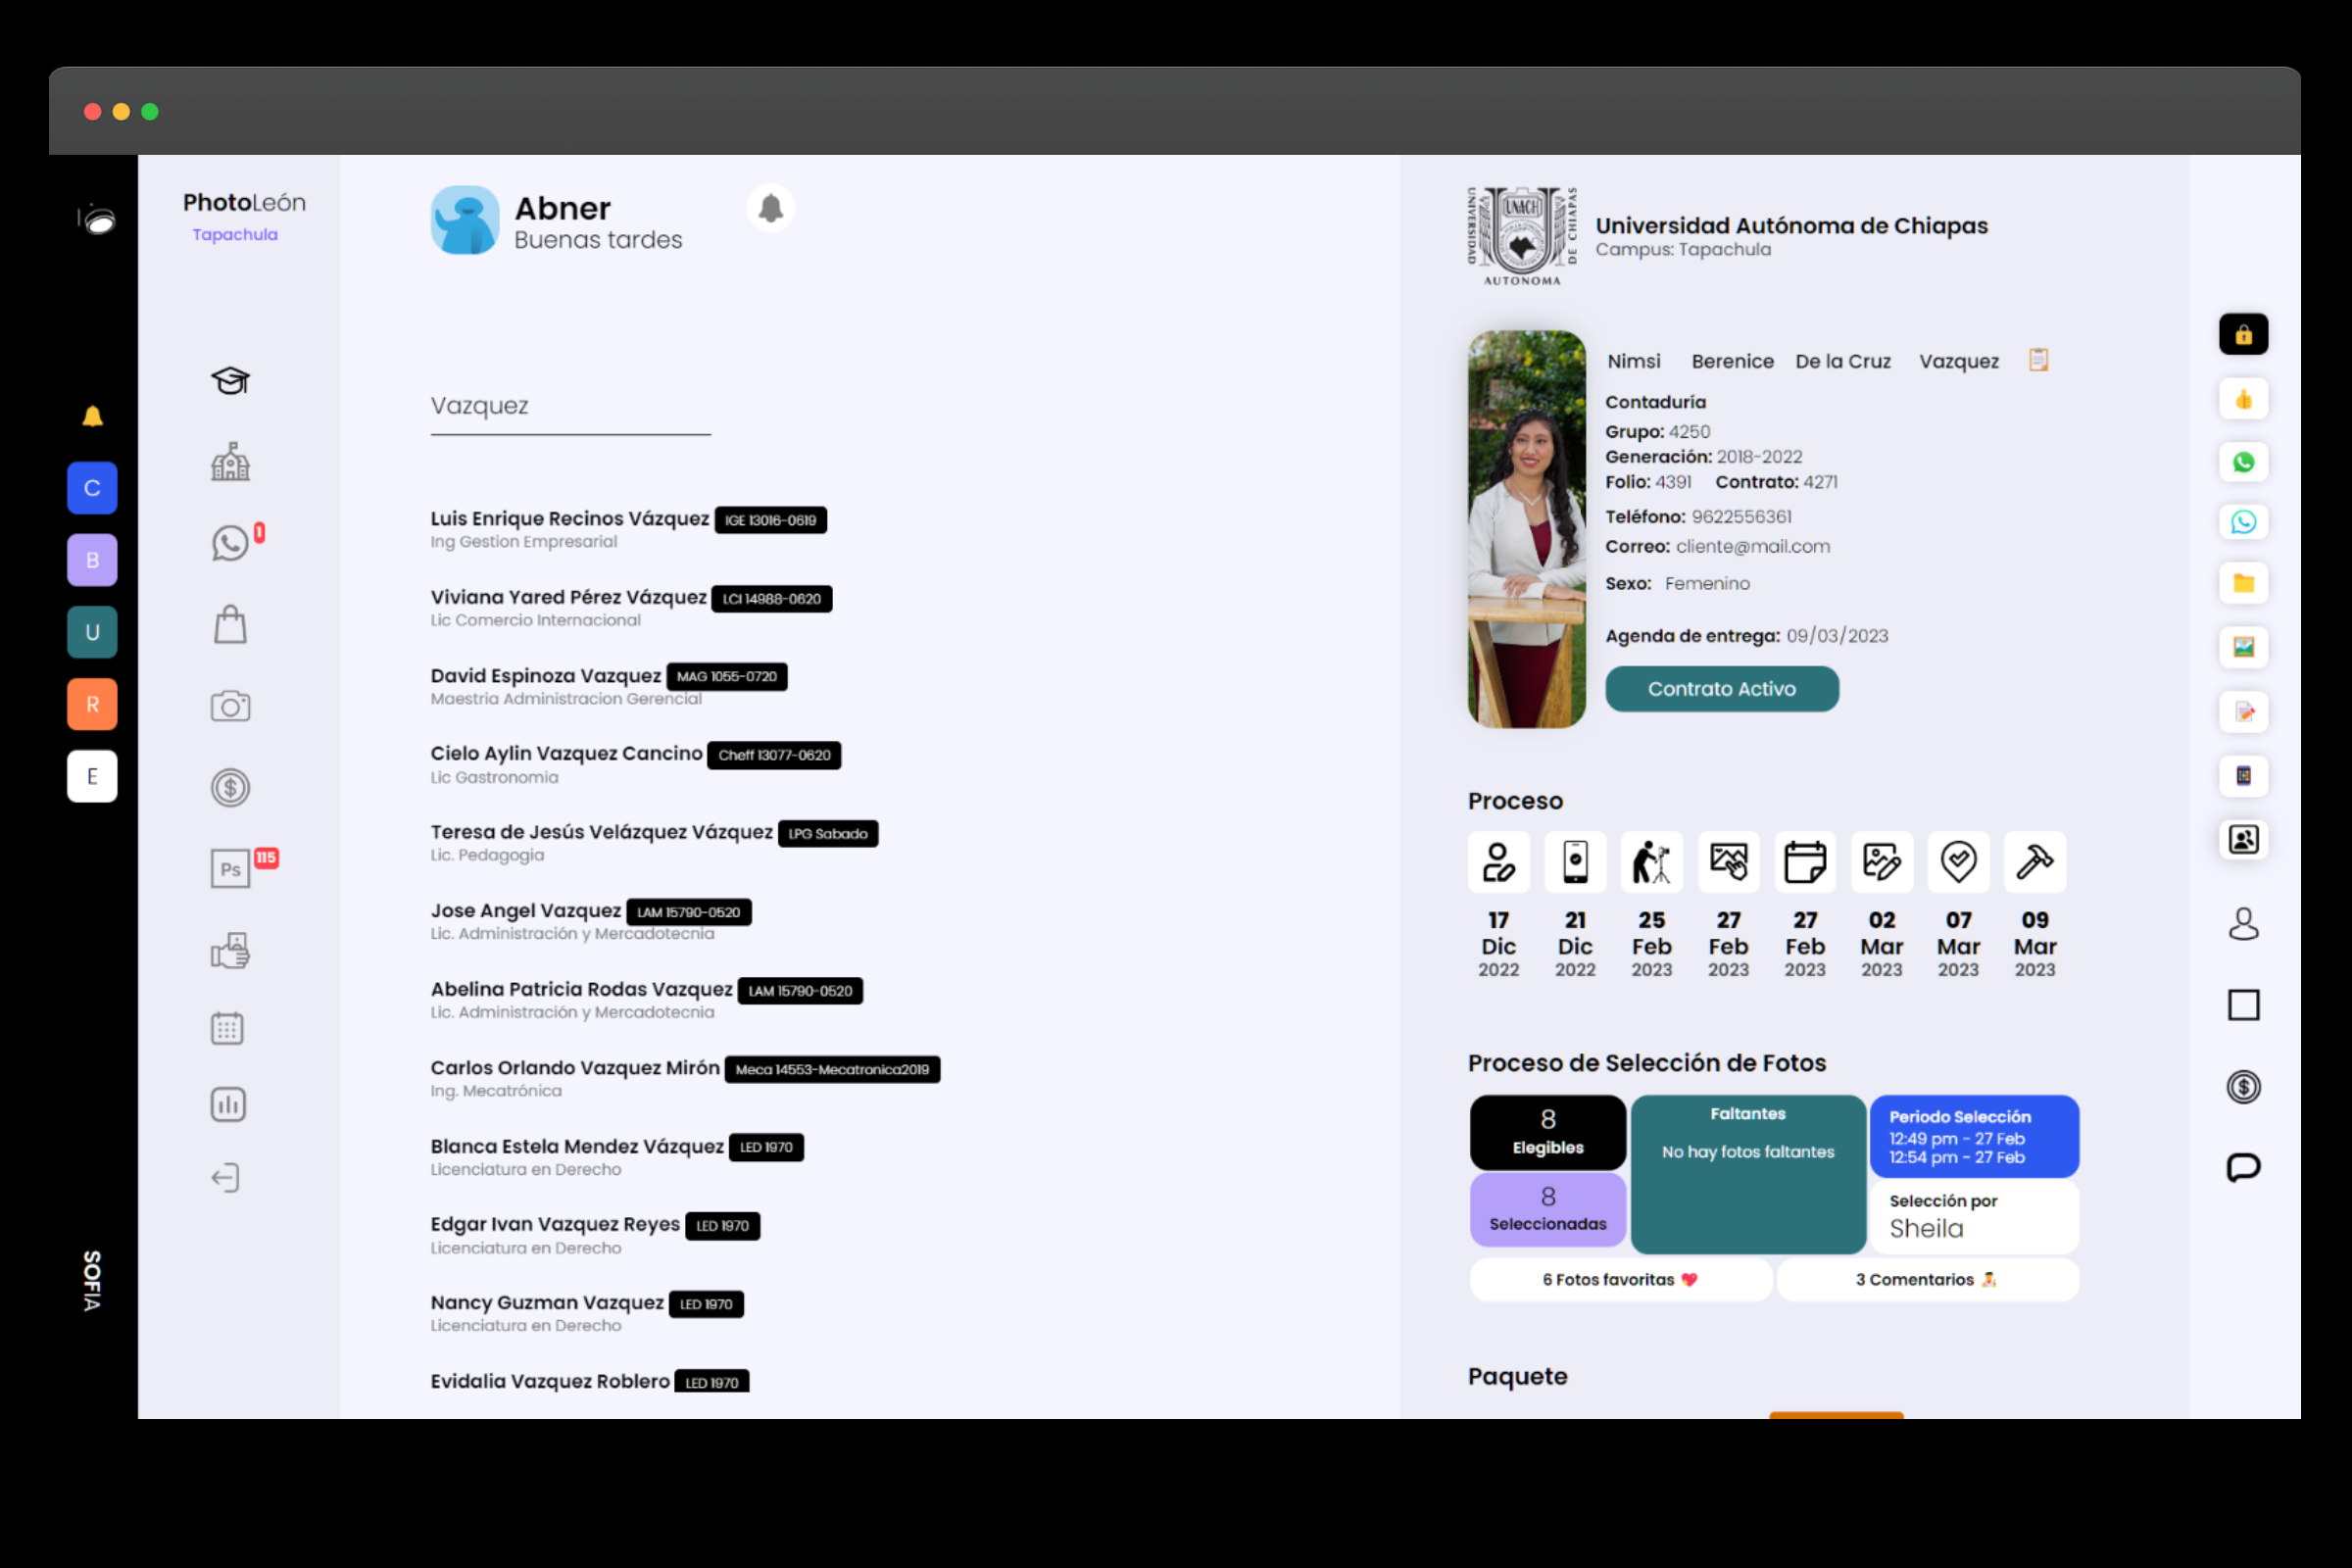 PhotoLeón
Tapachula
C
B
U
R
E
SOFIA
1
Ps
115
Abner
Buenas tardes
Vazquez
Luis Enrique Recinos Vázquez IGE 13016-0619
Ing Gestion Empresarial
Viviana Yared Pérez Vázquez LCI 14988-0620
Lic Comercio Internacional
David Espinoza Vazquez MAG 1055-0720
Maestria Administracion Gerencial
Cielo Aylin Vazquez Cancino Cheff 13077-0620
Lic Gastronomia
Teresa de Jesús Velázquez Vázquez LPG Sabado
Lic. Pedagogia
Jose Angel Vazquez LAM 15790-0520
Lic. Administración y Mercadotecnia
Abelina Patricia Rodas Vazquez LAM 15790-0520
Lic. Administración y Mercadotecnia
Carlos Orlando Vazquez Mirón Meca 14553-Mecatronica2019
Ing. Mecatrónica
Blanca Estela Mendez Vázquez LED 1970
Licenciatura en Derecho
Edgar Ivan Vazquez Reyes LED 1970
Licenciatura en Derecho
Nancy Guzman Vazquez LED 1970
Licenciatura en Derecho
Evidalia Vazquez Roblero LED 1970
UNIVERSIDAD
UNACH
DE CHIAPAS
AUTONOMA
Universidad Autónoma de Chiapas
Campus: Tapachula
Nimsi Berenice De la Cruz Vazquez
Contaduría
Grupo: 4250
Generación: 2018-2022
Folio: 4391 Contrato: 4271
Teléfono: 9622556361
Correo: cliente@mail.com
Sexo: Femenino
Agenda de entrega: 09/03/2023
Contrato Activo
Proceso
17 21 25 27 27 02 07 09
Dic Dic Feb Feb Feb Mar Mar Mar
2022 2022 2023 2023 2023 2023 2023 2023
Proceso de Selección de Fotos
8
Elegibles
8
Seleccionadas
Faltantes
No hay fotos faltantes
Periodo Selección
12:49 pm - 27 Feb
12:54 pm - 27 Feb
Selección por
Sheila
6 Fotos favoritas
3 Comentarios
Paquete